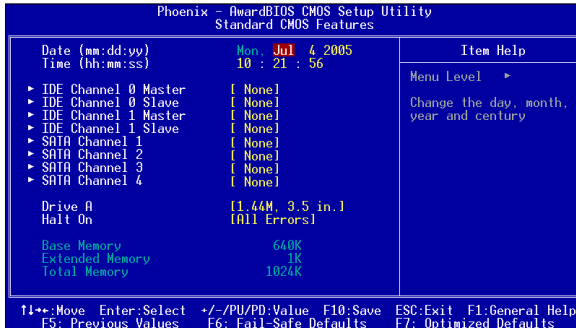 Phoenix - AwardBIOS CMOS Setup Utility
Standard CMOS Features
Date (mm:dd:yy) Mon, Jul 4 2005
Time (hh:mm:ss) 10 : 21 : 56
Item Help
Menu Level ►
Change the day, month,
year and century
► IDE Channel 0 Master [ None]
► IDE Channel 0 Slave [ None]
► IDE Channel 1 Master [ None]
► IDE Channel 1 Slave [ None]
► SATA Channel 1 [ None]
► SATA Channel 2 [ None]
► SATA Channel 3 [ None]
► SATA Channel 4 [ None]
Drive A [1.44M, 3.5 in.]
Halt On [All Errors]
Base Memory 640K
Extended Memory 1K
Total Memory 1024K
↑↓→←:Move Enter:Select +/-/PU/PD:Value F10:Save ESC:Exit F1:General Help
F5: Previous Values F6: Fail-Safe Defaults F7: Optimized Defaults